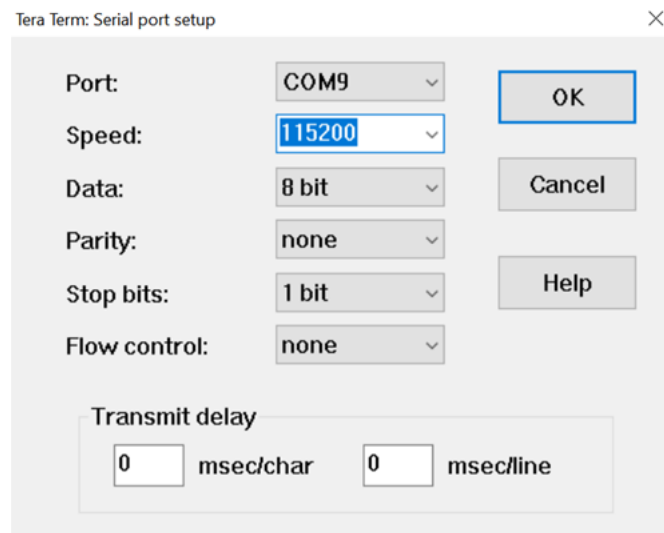 Tera Term: Serial port setup
Port: COM9 OK
Speed: 115200
Data: 8 bit Cancel
Parity: none
Stop bits: 1 bit Help
Flow control: none
Transmit delay
0 msec/char 0 msec/line